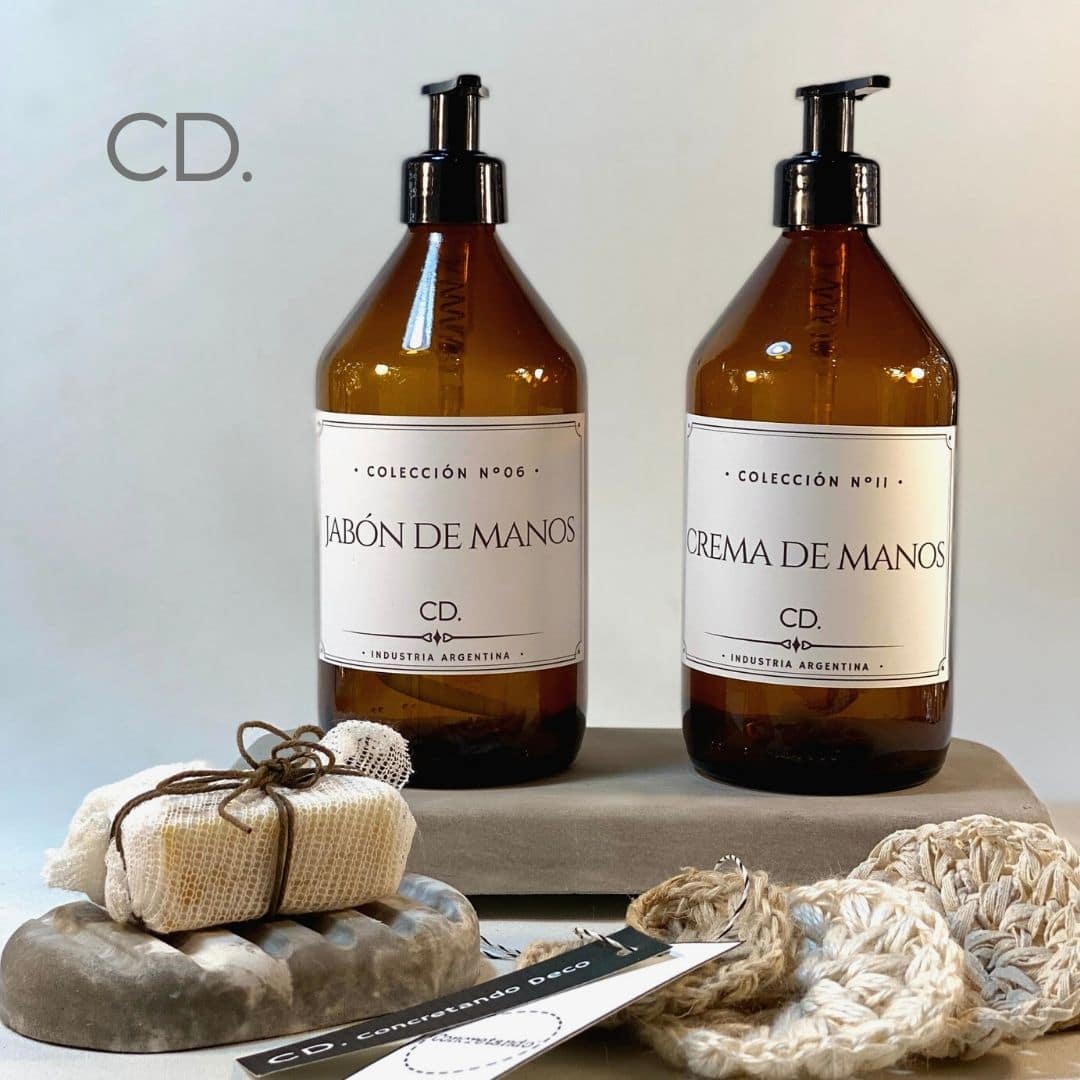 CD.
• COLECCIÓN Nº06 •
JABÓN DE MANOS
CD.
• INDUSTRIA ARGENTINA •
• COLECCIÓN Nº11 •
CREMA DE MANOS
CD.
• INDUSTRIA ARGENTINA •
CD. Concretando Deco
Concretando